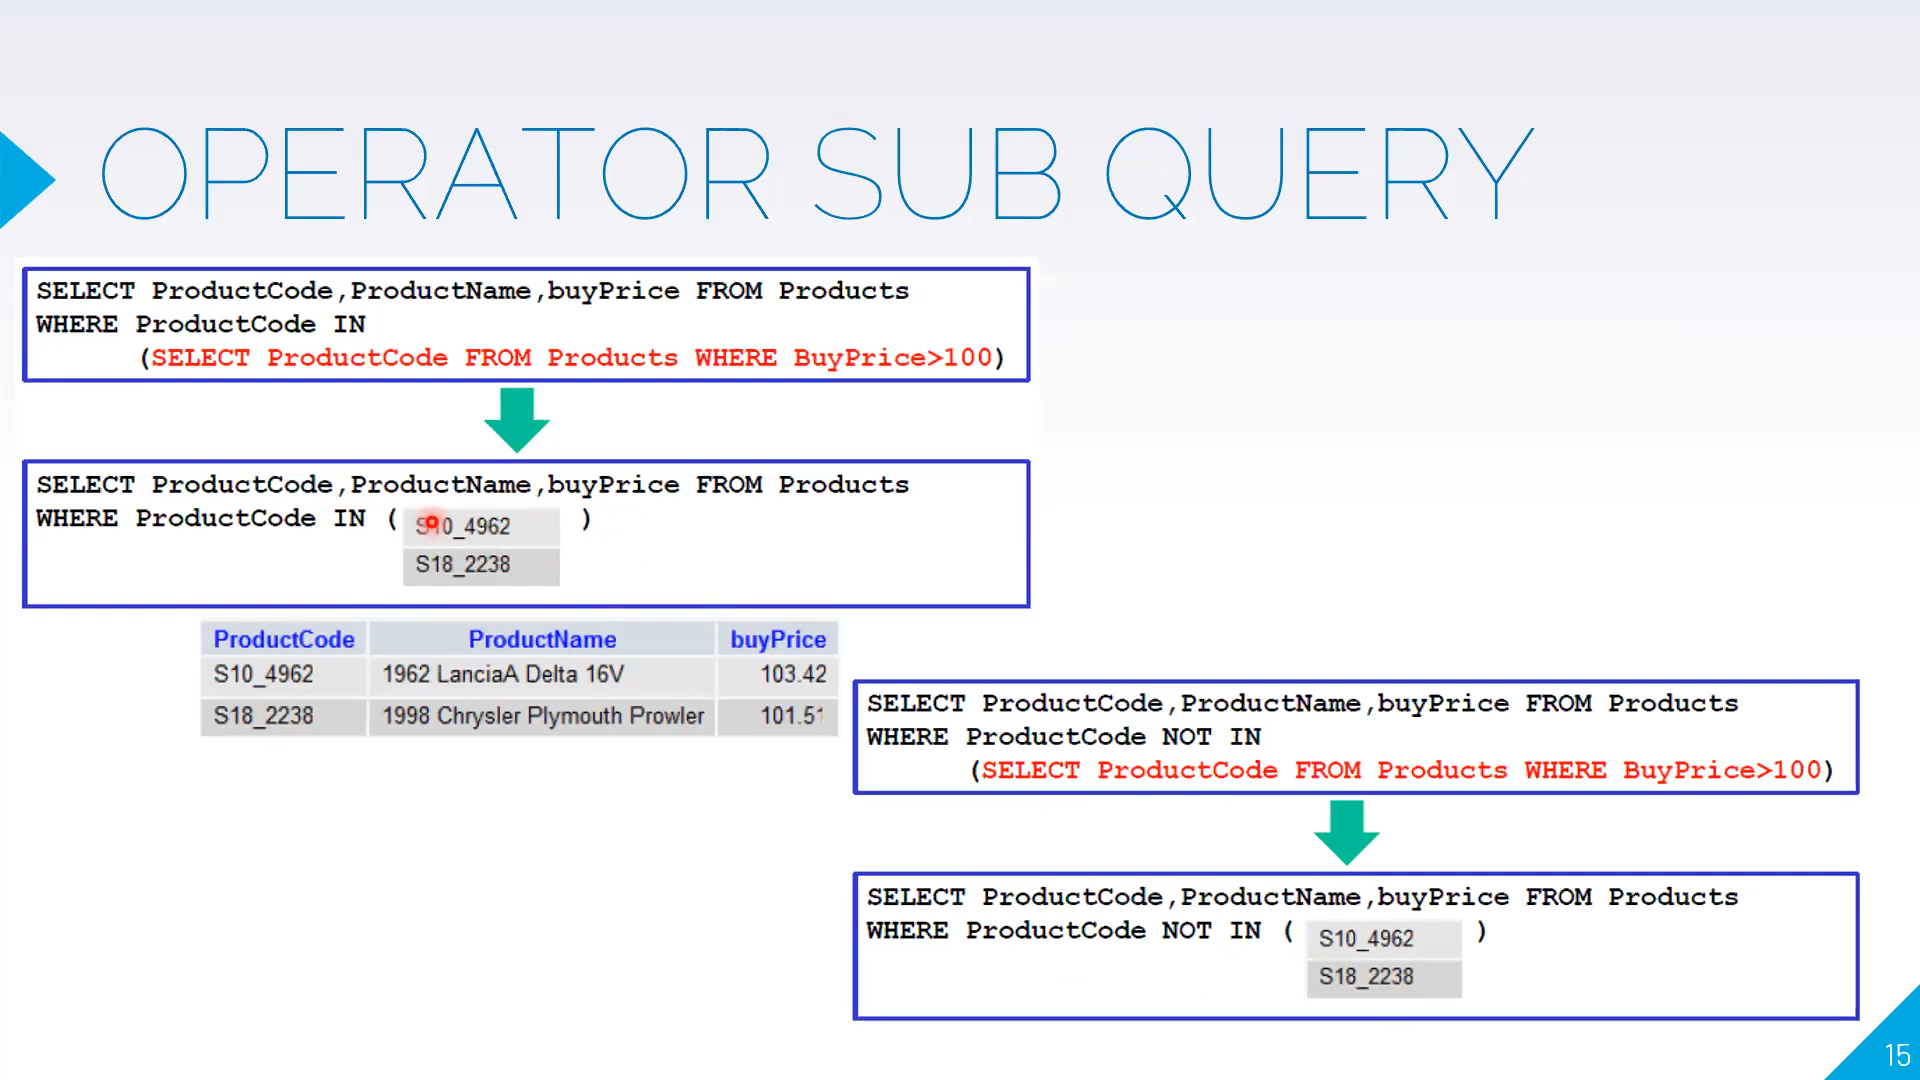 OPERATOR SUB QUERY
SELECT ProductCode,ProductName,buyPrice FROM Products
WHERE ProductCode IN
(SELECT ProductCode FROM Products WHERE BuyPrice>100)
SELECT ProductCode,ProductName,buyPrice FROM Products
WHERE ProductCode IN ( S10_4962 )
S18_2238
ProductCode ProductName buyPrice
S10_4962 1962 LanciaA Delta 16V 103.42
S18_2238 1998 Chrysler Plymouth Prowler 101.51
SELECT ProductCode,ProductName,buyPrice FROM Products
WHERE ProductCode NOT IN
(SELECT ProductCode FROM Products WHERE BuyPrice>100)
SELECT ProductCode,ProductName,buyPrice FROM Products
WHERE ProductCode NOT IN ( S10_4962 )
S18_2238
15